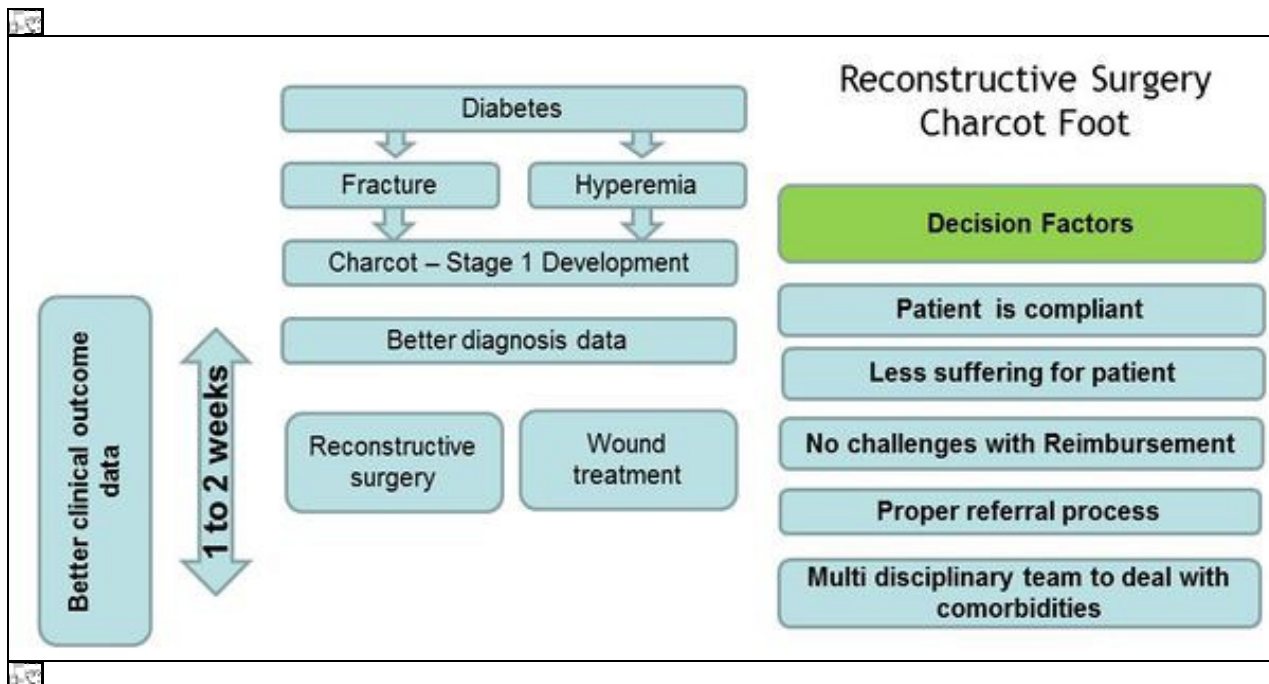 Reconstructive Surgery
Charcot Foot
Diabetes
Fracture
Hyperemia
Charcot – Stage 1 Development
Better diagnosis data
Reconstructive
surgery
Wound
treatment
Better clinical outcome
data
1 to 2 weeks
Decision Factors
Patient is compliant
Less suffering for patient
No challenges with Reimbursement
Proper referral process
Multi disciplinary team to deal with
comorbidities